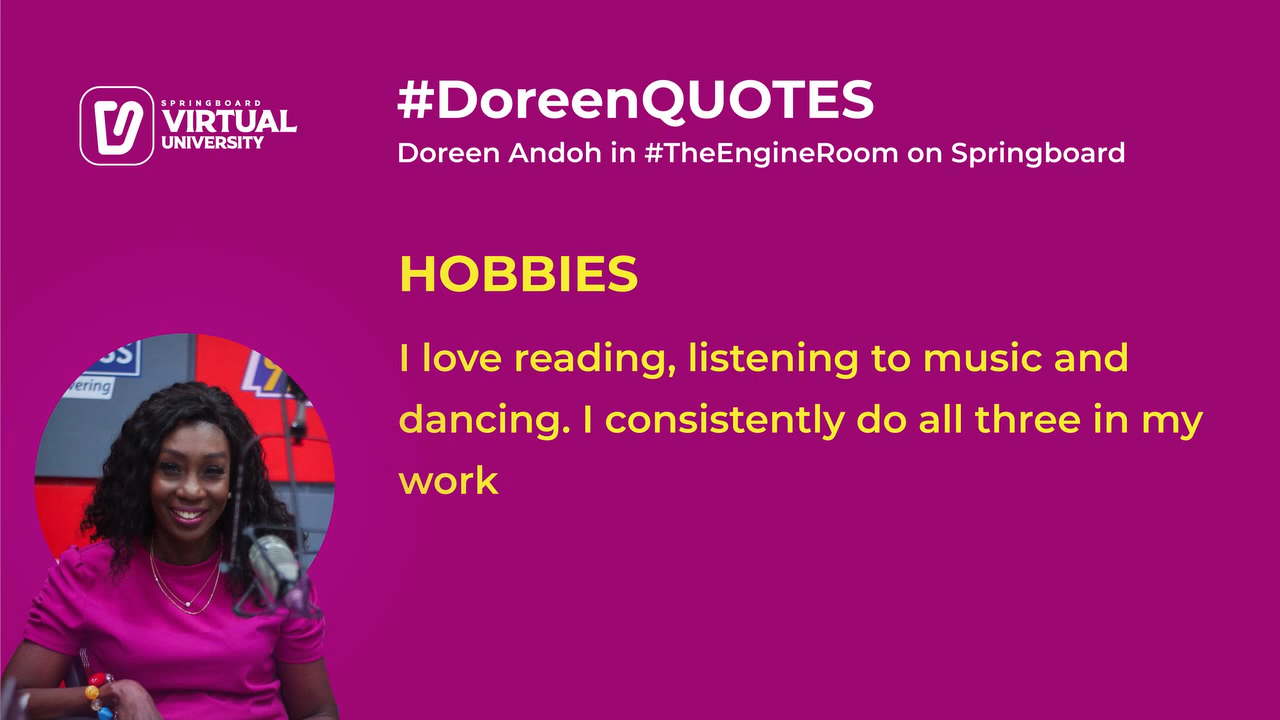 SPRINGBOARD
VIRTUAL
UNIVERSITY
#DoreenQUOTES
Doreen Andoh in #TheEngineRoom on Springboard
HOBBIES
I love reading, listening to music and
dancing. I consistently do all three in my
work